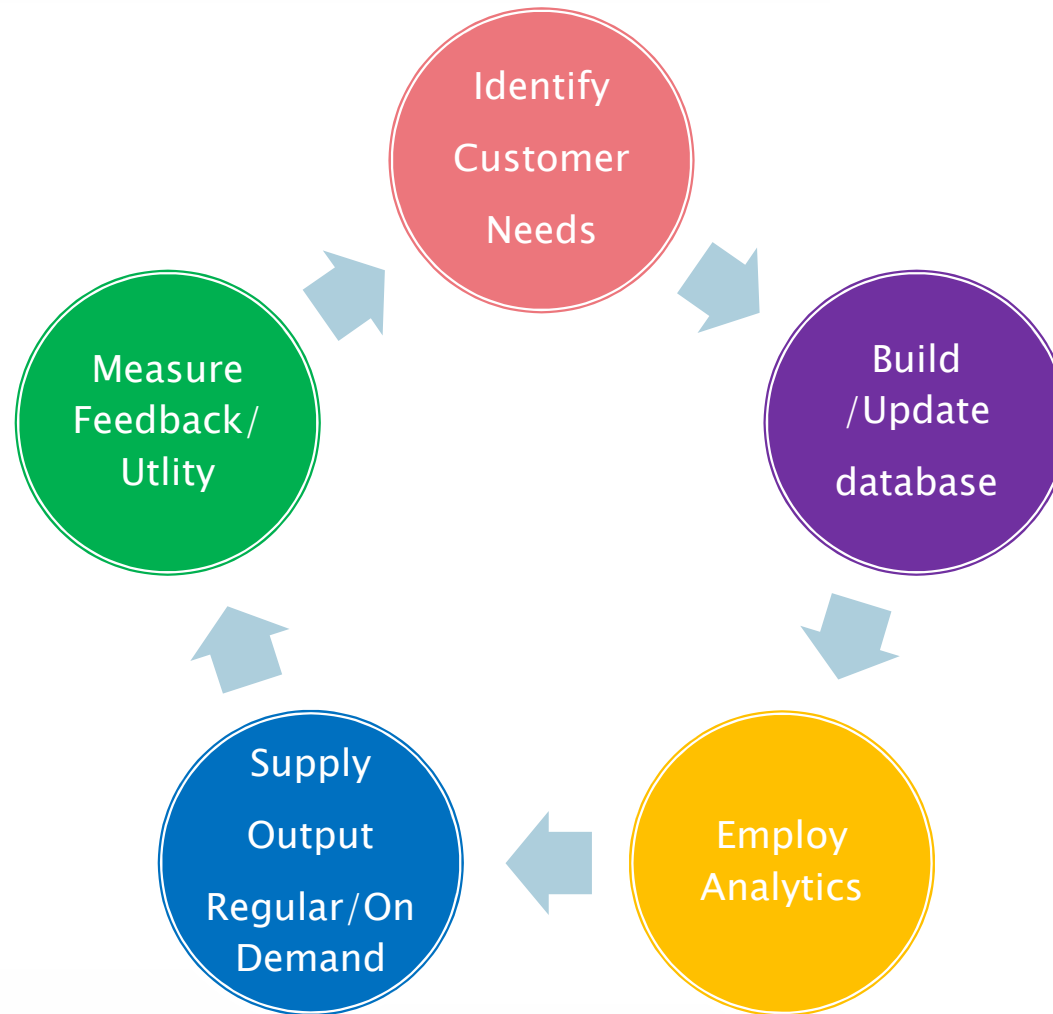 Identify
Customer
Needs
Build
/Update
database
Employ
Analytics
Supply
Output
Regular/On
Demand
Measure
Feedback/
Utlity